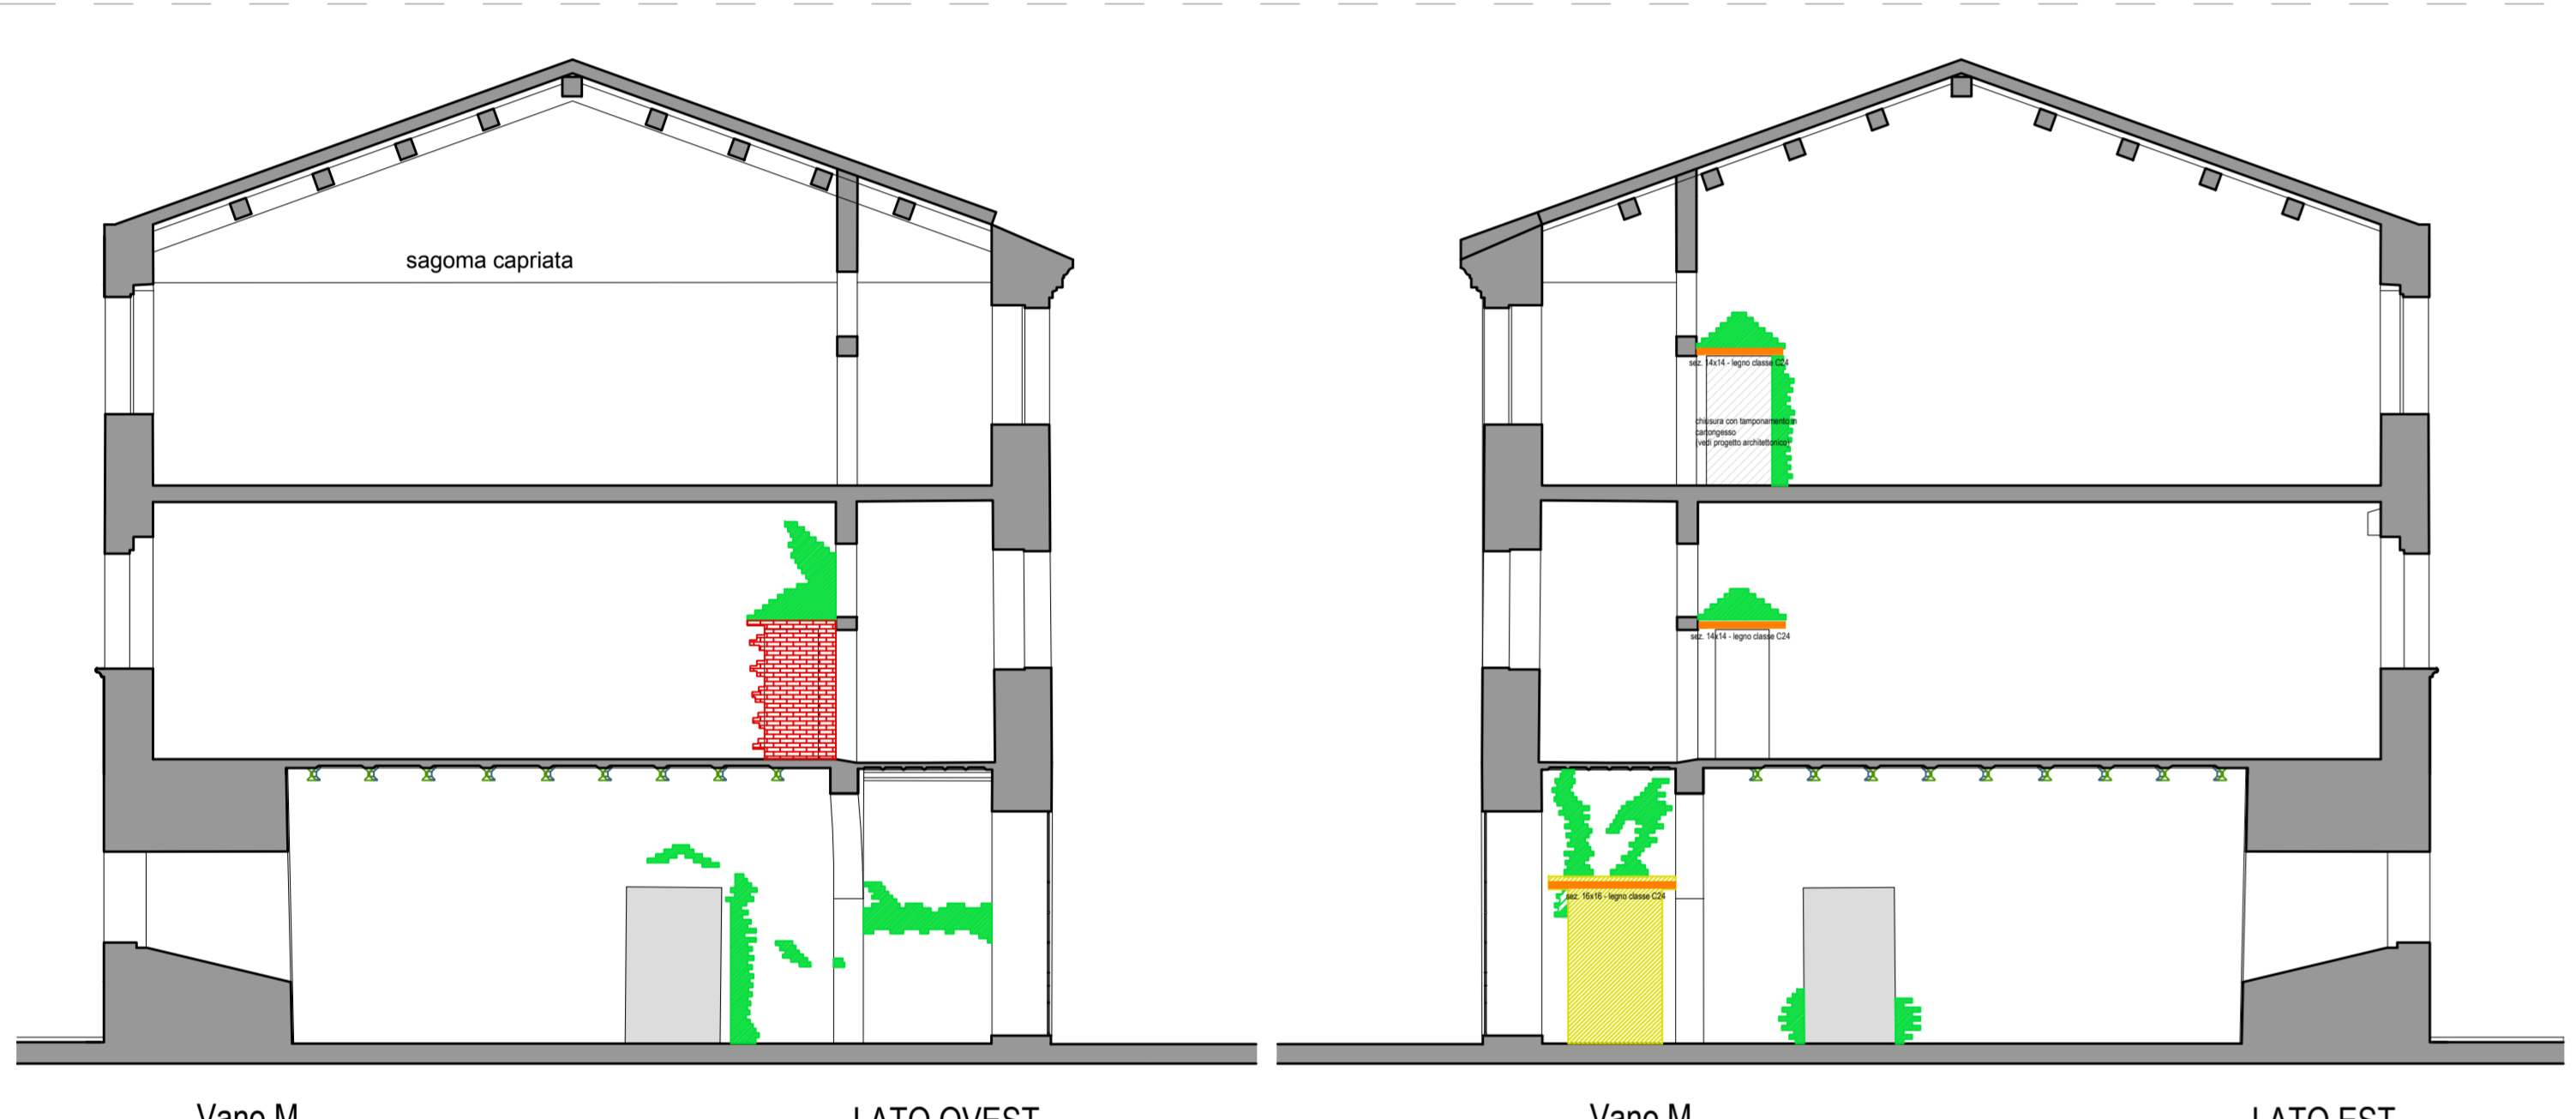 sagoma capriata
sez. 14x14 - legno classe C24
chiusura con tamponamento in
cartongesso
(vedi progetto architettonico)
sez. 14x14 - legno classe C24
sez. 16x16 - legno classe C24
Vano M
LATO OVEST
Vano M
LATO EST